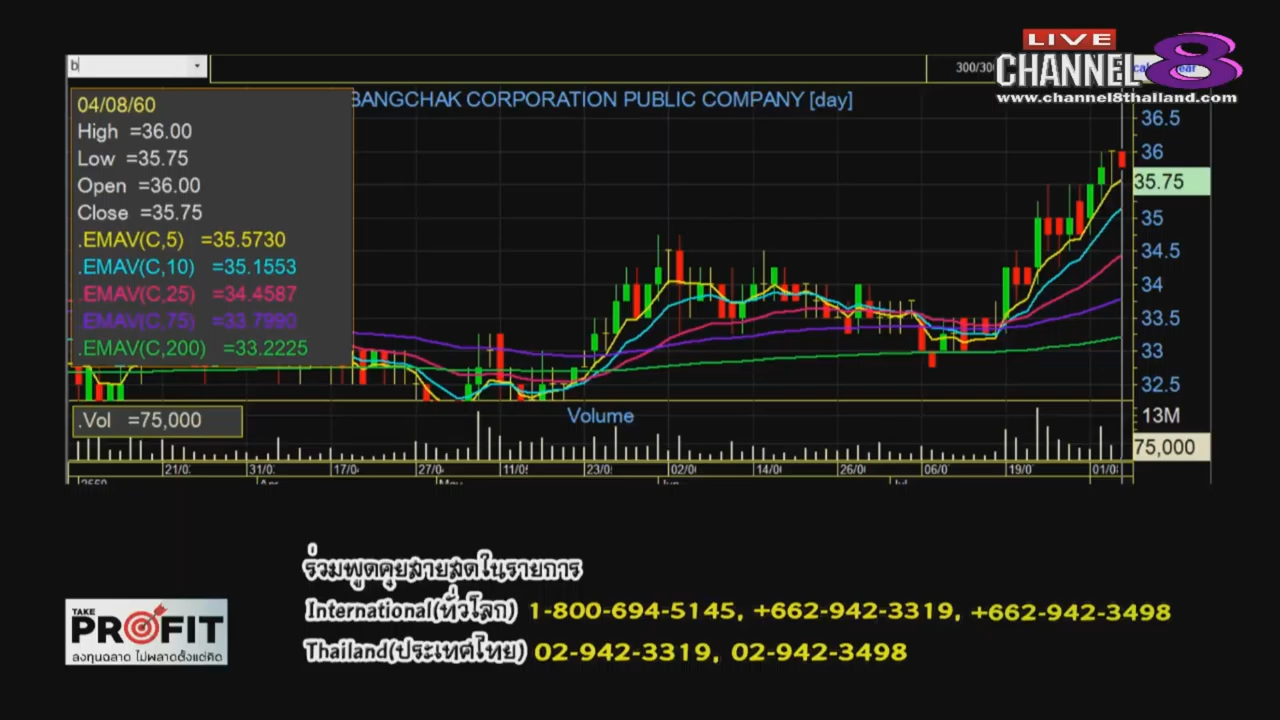 LIVE
CHANNEL 8
www.channel8thailand.com
b
300/300
BANGCHAK CORPORATION PUBLIC COMPANY [day]
04/08/60
High =36.00
Low =35.75
Open =36.00
Close =35.75
.EMAV(C,5) =35.5730
.EMAV(C,10) =35.1553
.EMAV(C,25) =34.4587
.EMAV(C,75) =33.7990
.EMAV(C,200) =33.2225
36.5
36
35.75
35
34.5
34
33.5
33
32.5
.Vol =75,000
Volume
13M
75,000
21/0 31/0 17/0 27/0 11/0 23/0 02/0 14/0 26/0 06/0 19/0 01/0
ร่วมพูดคุยสายสดในรายการ
International(ทั่วโลก) 1-800-694-5145, +662-942-3319, +662-942-3498
Thailand(ประเทศไทย) 02-942-3319, 02-942-3498
TAKE
PROFIT
ลงทุนฉลาด ไม่พลาดตั้งแต่คิด